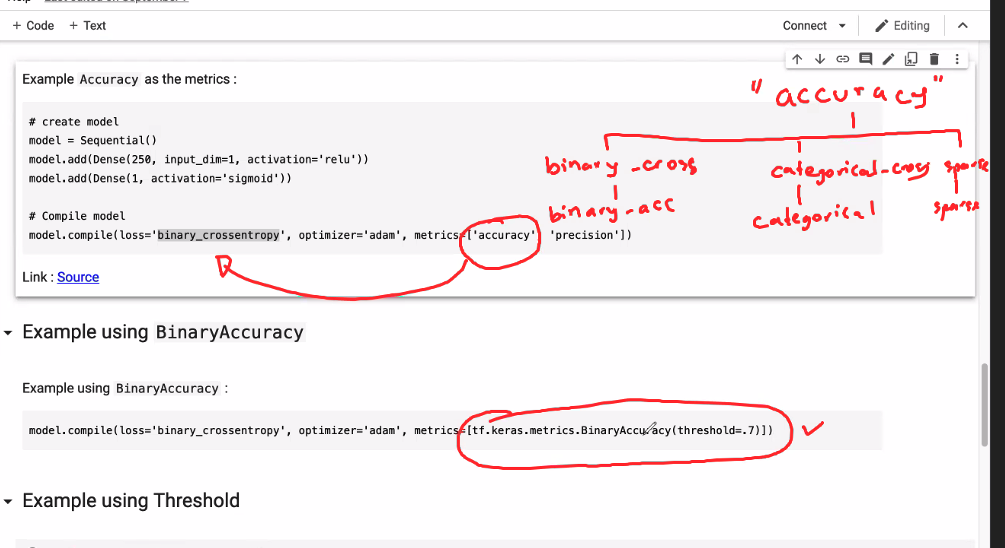 + Code + Text
Connect
Editing
Example Accuracy as the metrics :
"accuracy"
# create model
model = Sequential()
model.add(Dense(250, input_dim=1, activation='relu'))
model.add(Dense(1, activation='sigmoid'))
binary_cross categorical-cross sparse
binary-acc categorical sparse
# Compile model
model.compile(loss='binary_crossentropy', optimizer='adam', metrics=['accuracy' 'precision'])
Link : Source
Example using BinaryAccuracy
Example using BinaryAccuracy :
model.compile(loss='binary_crossentropy', optimizer='adam', metrics=[tf.keras.metrics.BinaryAccuracy(threshold=.7)])
Example using Threshold